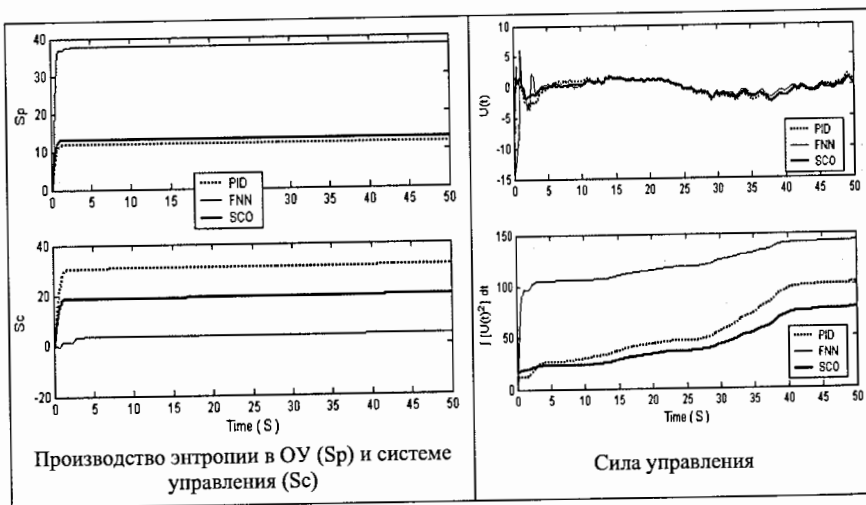 40
30
20
10
0
Sp
0 5 10 15 20 30 35 40 45 50
PID
FNN
SCO
40
20
0
-20
Sc
0 5 10 15 20 25 30 35 40 45 50
Time ( S )
Производство энтропии в ОУ (Sp) и системе
управления (Sc)
10
5
0
-5
-10
-15
U(t)
0 5 10 15 20 25 30 35 40 45 50
PID
FNN
SCO
150
100
50
0
∫ [U(t)²] dt
0 5 10 15 20 25 30 35 40 45 50
PID
FNN
SCO
Time ( S )
Сила управления